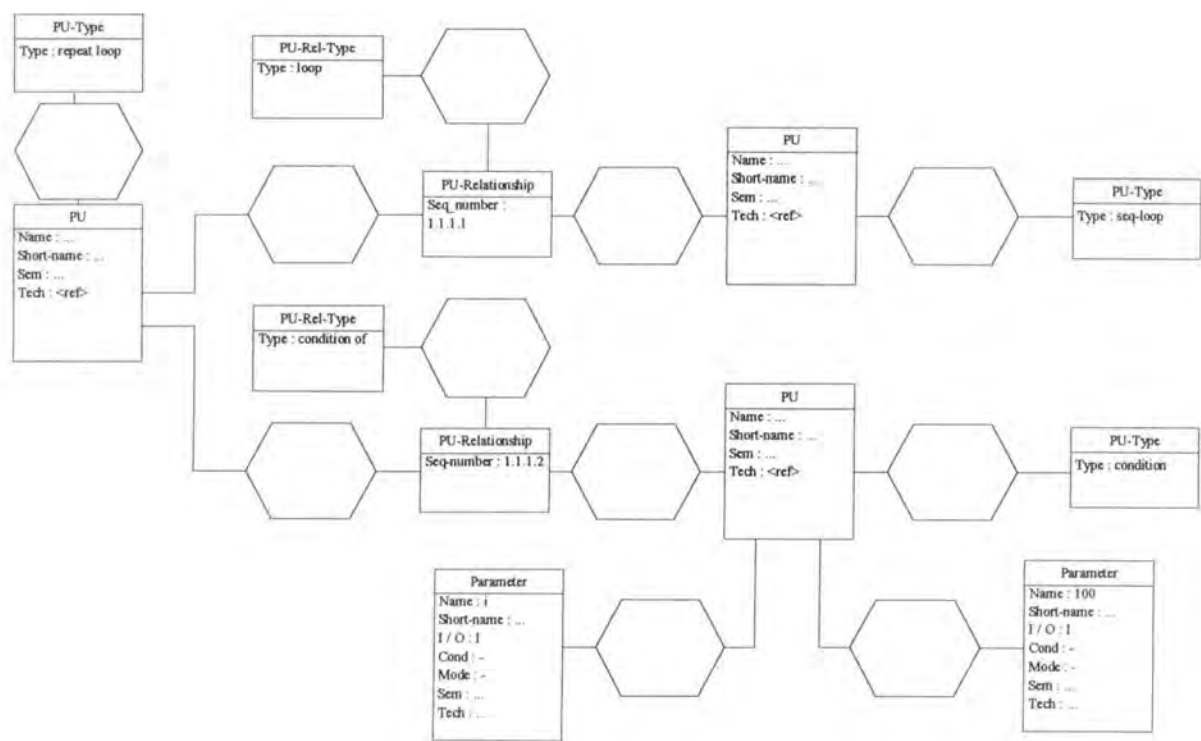 PU-Type
Type : repeat loop
PU-Rel-Type
Type : loop
PU
Name : ...
Short-name : ...
Sem : ...
Tech : <ref>
PU-Relationship
Seq_number :
1.1.1.1
PU
Name : ...
Short-name : ...
Sem : ...
Tech : <ref>
PU-Type
Type : seq-loop
PU-Rel-Type
Type : condition of
PU-Relationship
Seq-number : 1.1.1.2
PU
Name : ...
Short-name : ...
Sem : ...
Tech : <ref>
PU-Type
Type : condition
Parameter
Name : i
Short-name : ...
I / O : I
Cond : -
Mode : -
Sem : ...
Tech : ...
Parameter
Name : 100
Short-name : ...
I / O : I
Cond : -
Mode : -
Sem : ...
Tech : ...